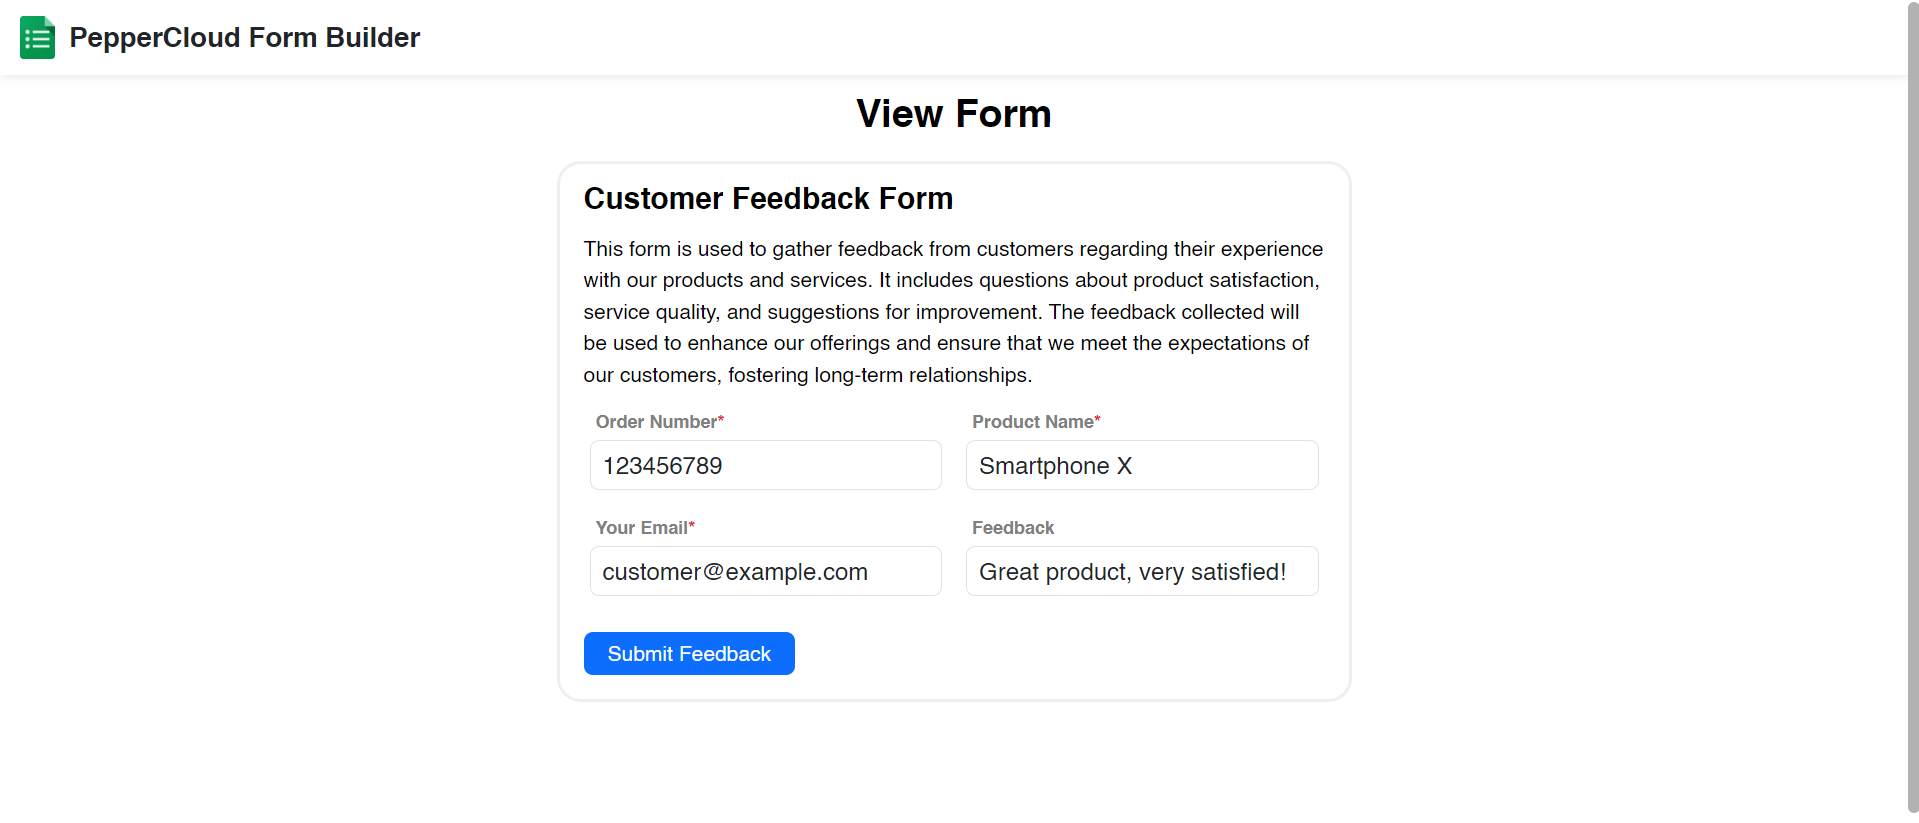 PepperCloud Form Builder
View Form
Customer Feedback Form
This form is used to gather feedback from customers regarding their experience
with our products and services. It includes questions about product satisfaction,
service quality, and suggestions for improvement. The feedback collected will
be used to enhance our offerings and ensure that we meet the expectations of
our customers, fostering long-term relationships.
Order Number*
Product Name*
123456789
Smartphone X
Your Email*
Feedback
customer@example.com
Great product, very satisfied!
Submit Feedback